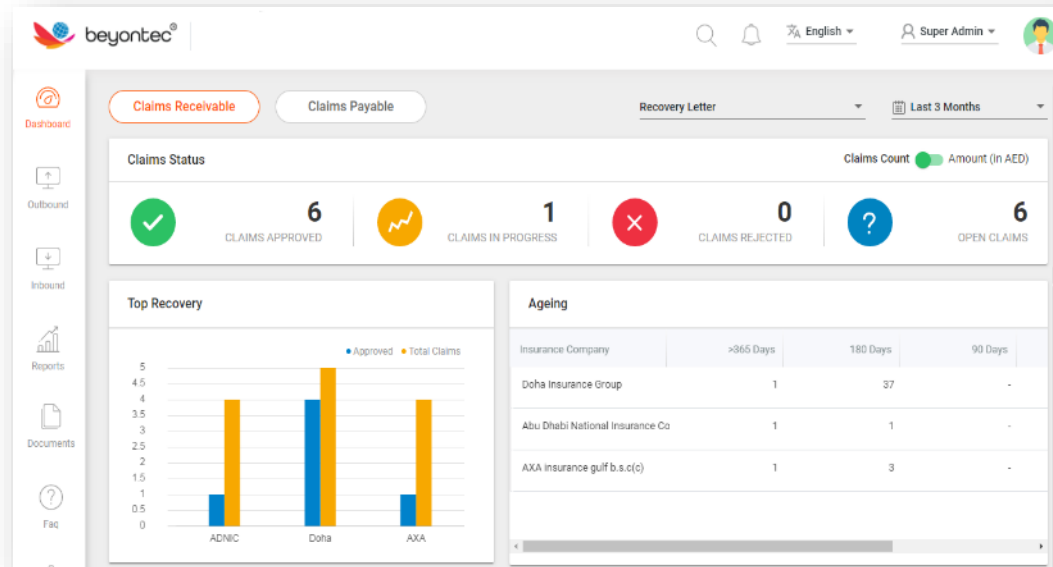 beyontec®
English
Super Admin
Dashboard
Outbound
Inbound
Reports
Documents
Faq
Claims Receivable
Claims Payable
Recovery Letter
Last 3 Months
Claims Status
Claims Count
Amount (in AED)
6
CLAIMS APPROVED
1
CLAIMS IN PROGRESS
0
CLAIMS REJECTED
?
6
OPEN CLAIMS
Top Recovery
Approved Total Claims
5
4.5
4
3.5
3
2.5
2
1.5
1
0.5
0
ADNIC Doha AXA
Ageing
Insurance Company >365 Days 180 Days 90 Days
Doha Insurance Group 1 37 -
Abu Dhabi National Insurance Co 1 1 -
AXA insurance gulf b.s.c(c) 1 3 -